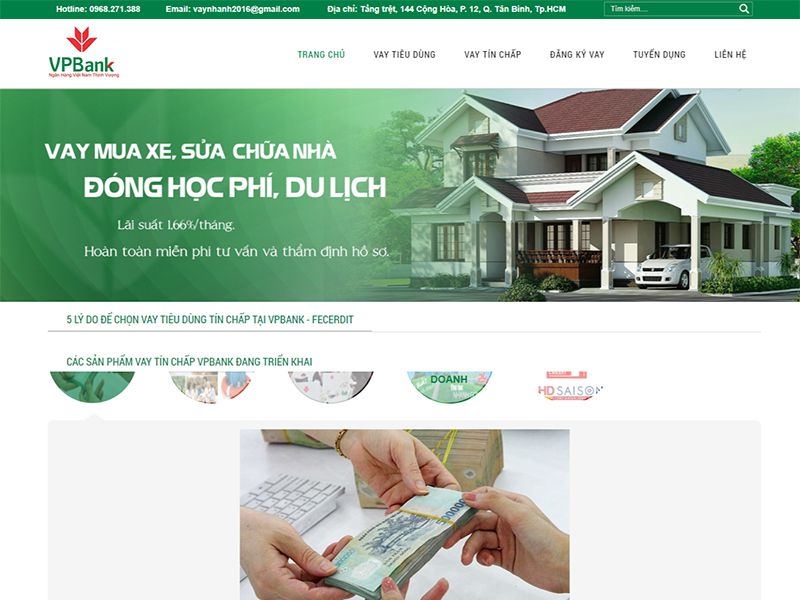 Hotline: 0968.271.388 Email: vaynhanh2016@gmail.com Địa chỉ: Tầng trệt, 144 Cộng Hòa, P. 12, Q. Tân Bình, Tp.HCM Tìm kiếm....
VPBank
Ngân Hàng Việt Nam Thịnh Vượng
TRANG CHỦ VAY TIÊU DÙNG VAY TÍN CHẤP ĐĂNG KÝ VAY TUYỂN DỤNG LIÊN HỆ
VAY MUA XE, SỬA CHỮA NHÀ
ĐÓNG HỌC PHÍ, DU LỊCH
Lãi suất 1.66%/tháng.
Hoàn toàn miễn phi tư vấn và thẩm định hồ sơ.
5 LÝ DO ĐỂ CHỌN VAY TIÊU DÙNG TÍN CHẤP TẠI VPBANK - FECERDIT
CÁC SẢN PHẨM VAY TÍN CHẤP VPBANK ĐANG TRIỂN KHAI
DOANH
HD SAISON